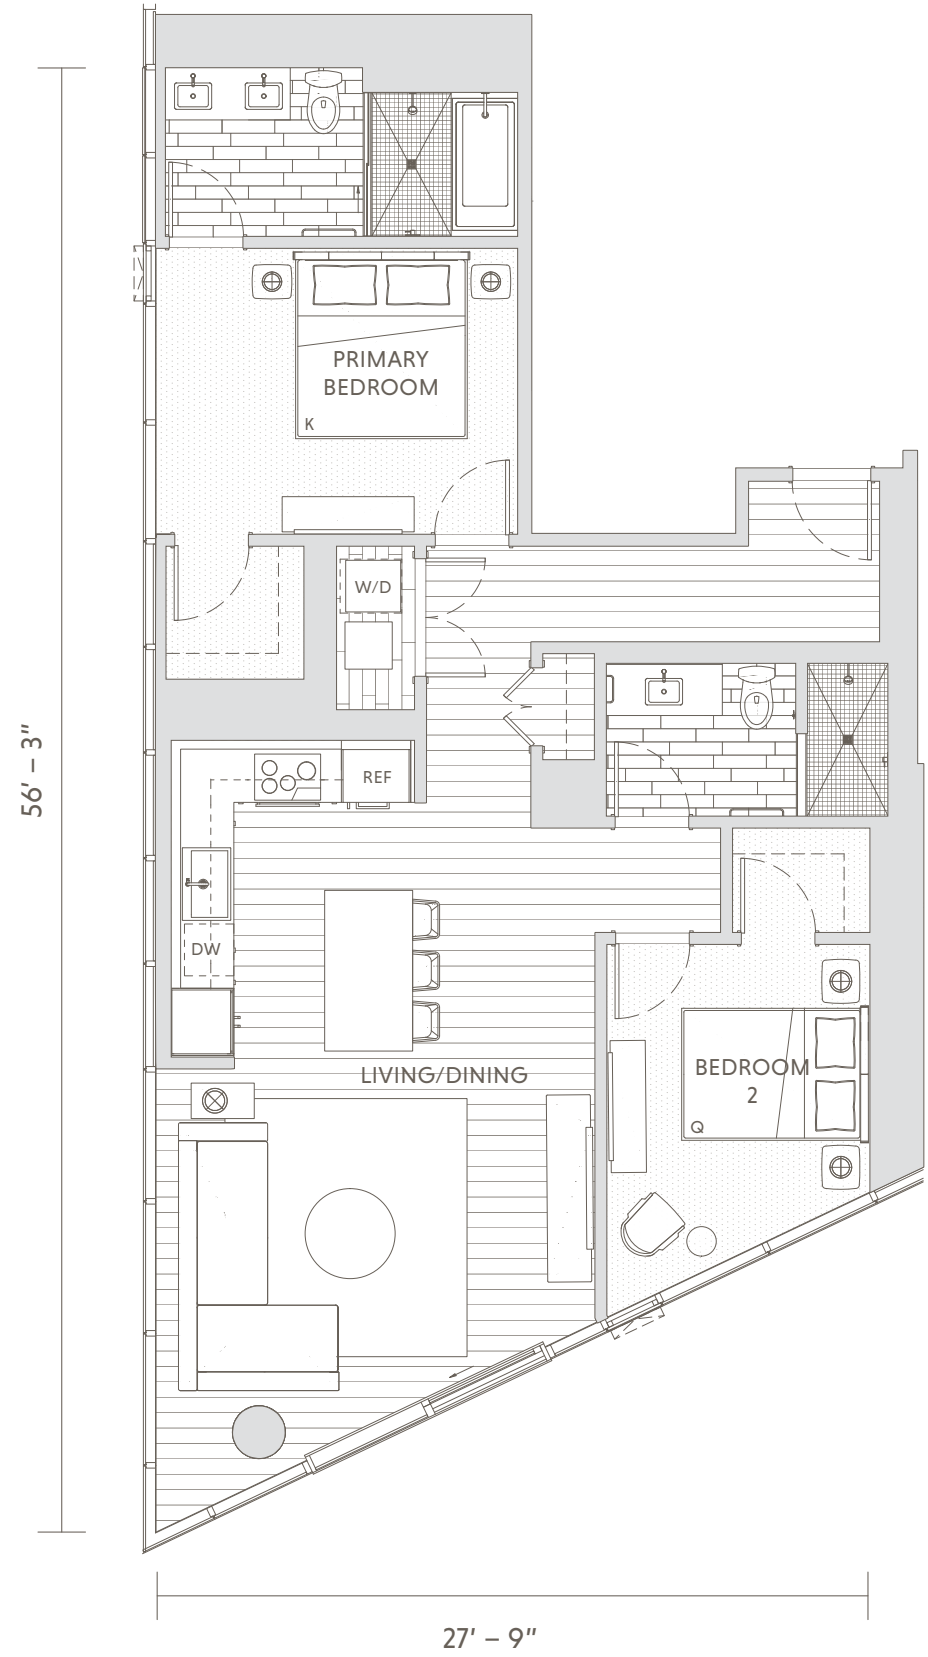 PRIMARY
BEDROOM
K
W/D
REF
56' – 3"
DW
LIVING/DINING
BEDROOM
2
Q
27' – 9"